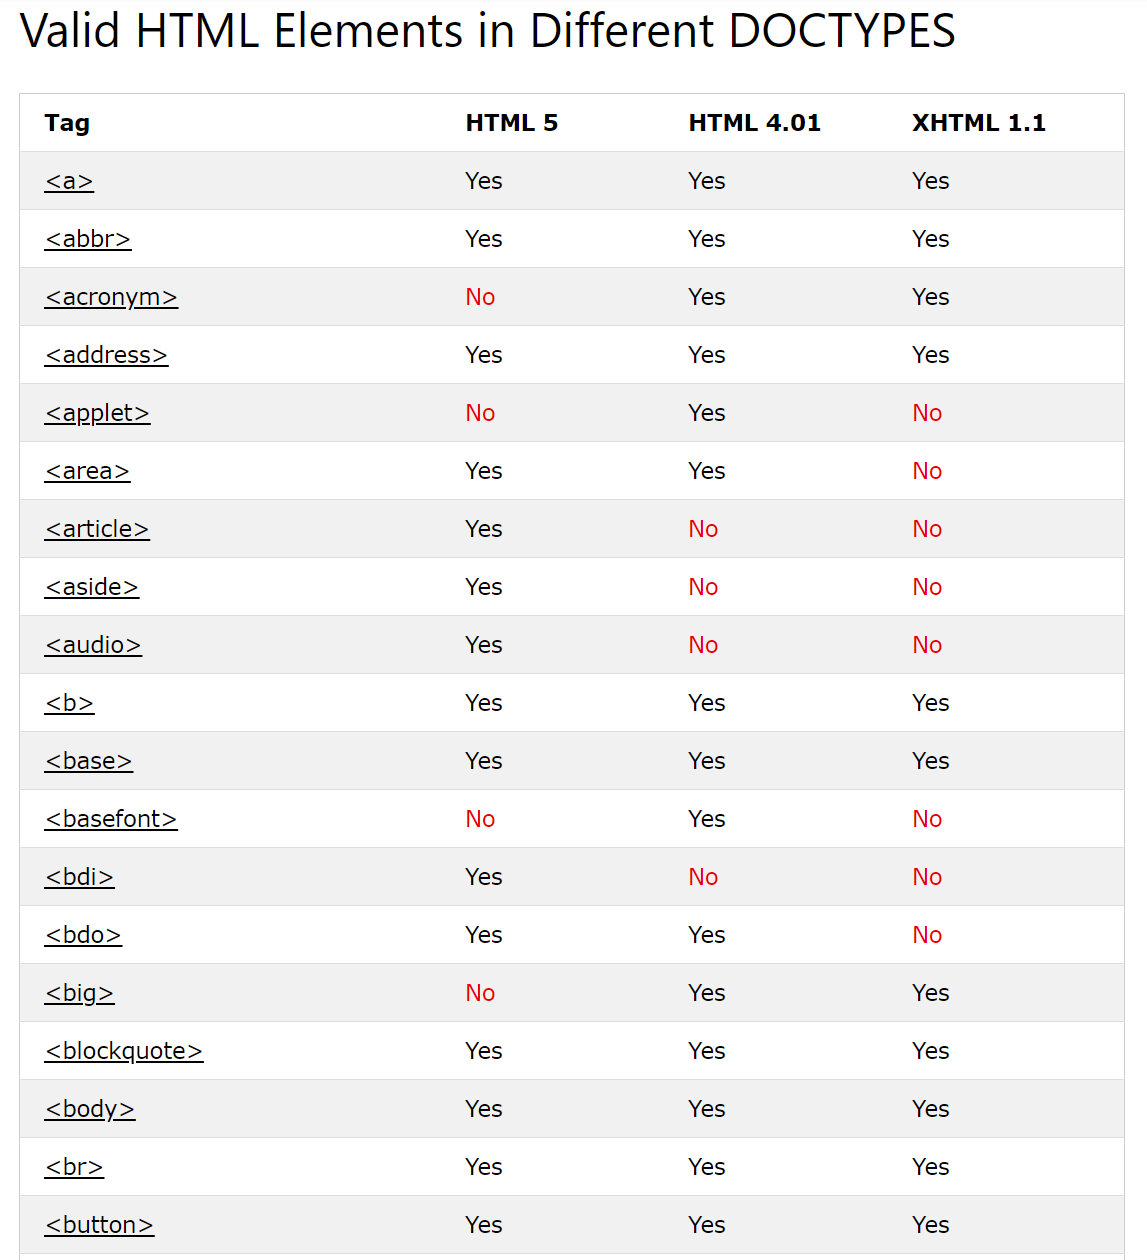 Valid HTML Elements in Different DOCTYPES
Tag HTML 5 HTML 4.01 XHTML 1.1
<a> Yes Yes Yes
<abbr> Yes Yes Yes
<acronym> No Yes Yes
<address> Yes Yes Yes
<applet> No Yes No
<area> Yes Yes No
<article> Yes No No
<aside> Yes No No
<audio> Yes No No
<b> Yes Yes Yes
<base> Yes Yes Yes
<basefont> No Yes No
<bdi> Yes No No
<bdo> Yes Yes No
<big> No Yes Yes
<blockquote> Yes Yes Yes
<body> Yes Yes Yes
<br> Yes Yes Yes
<button> Yes Yes Yes